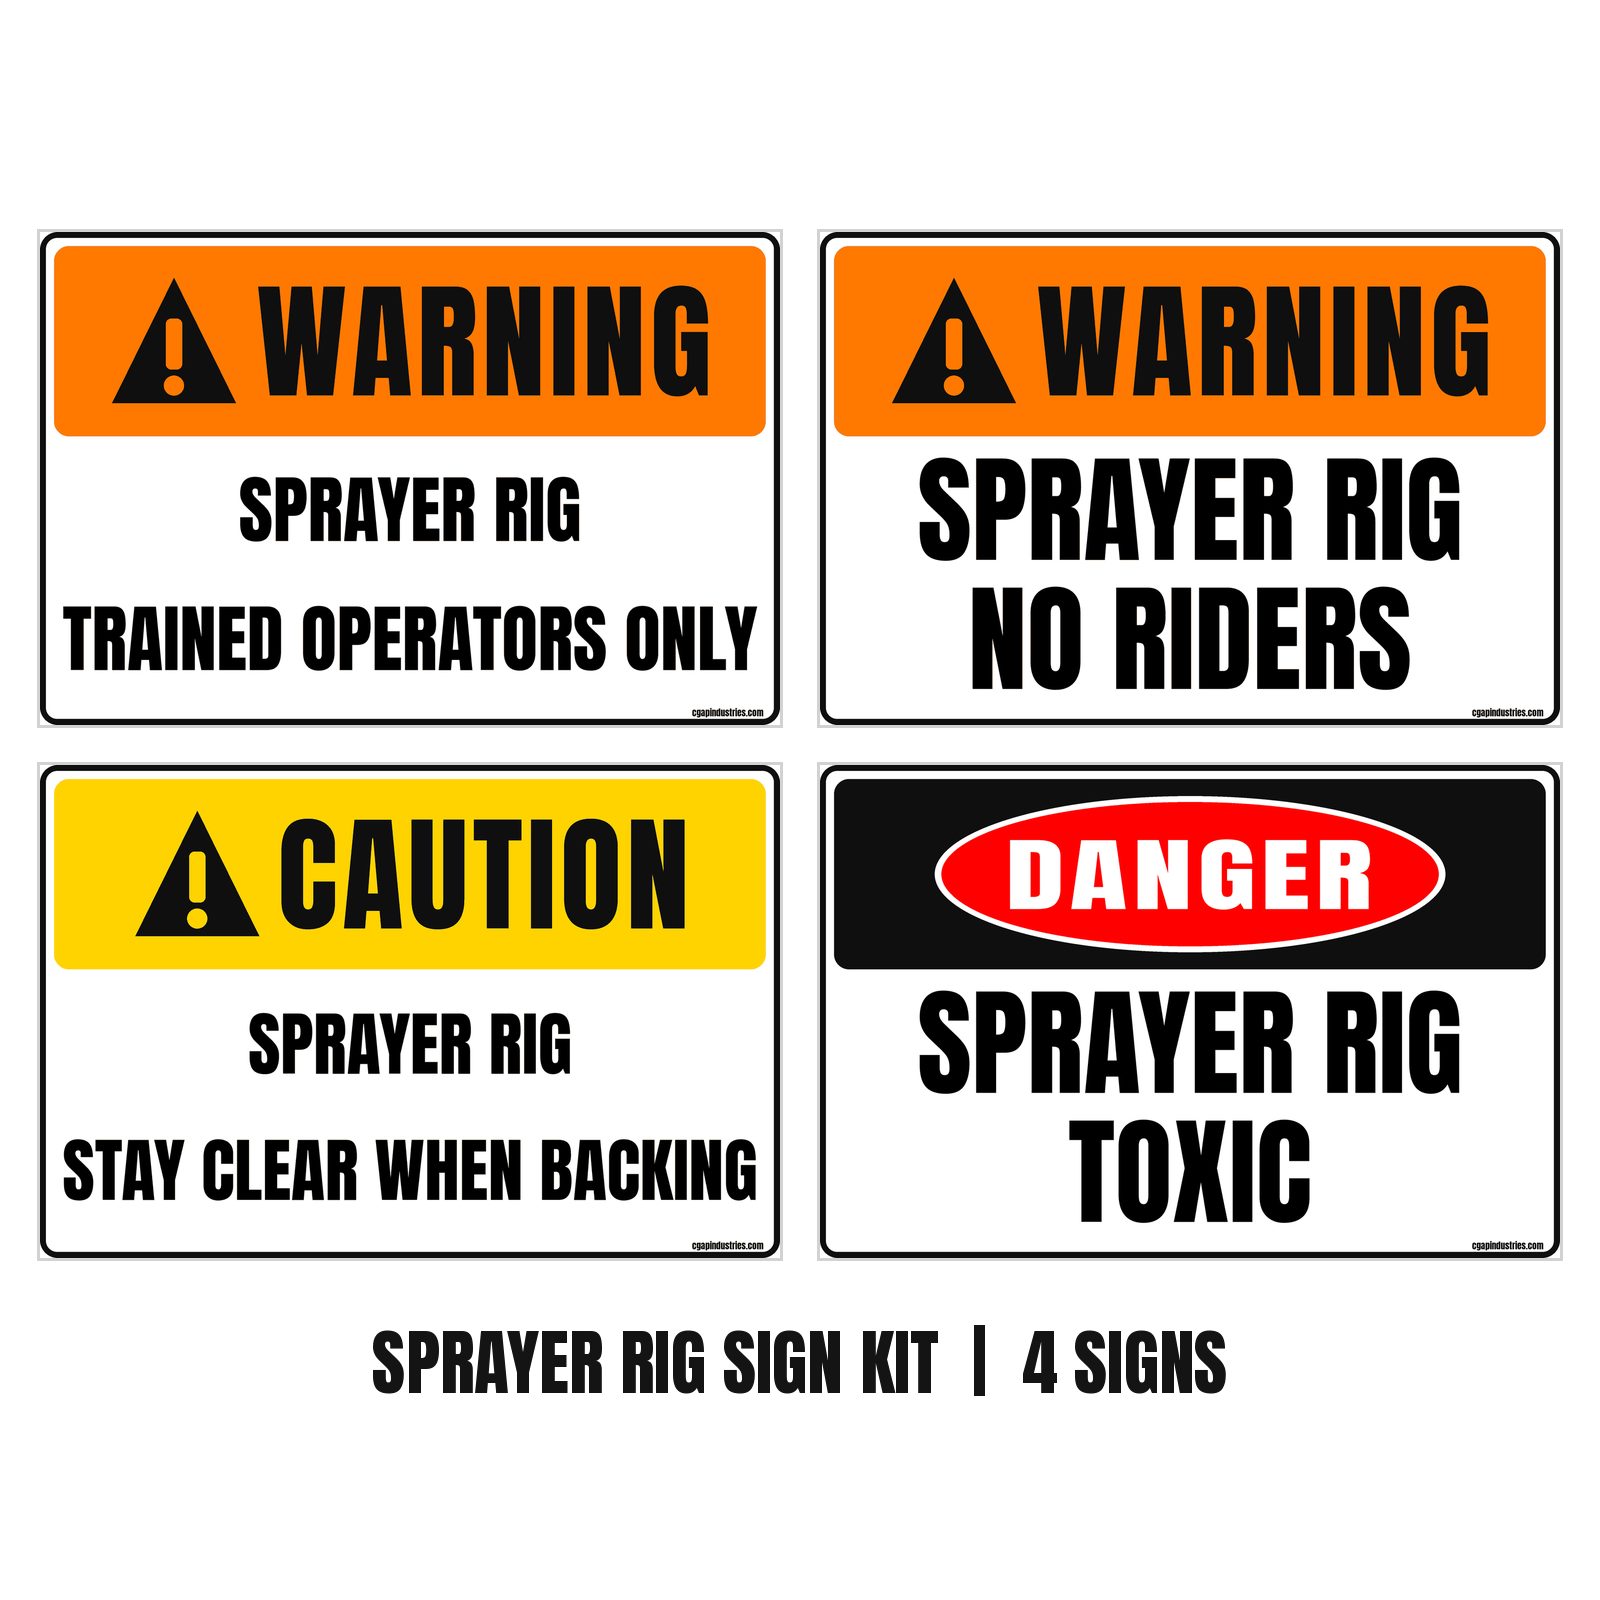 WARNING
SPRAYER RIG
TRAINED OPERATORS ONLY
cgapindustries.com
WARNING
SPRAYER RIG
NO RIDERS
cgapindustries.com
CAUTION
SPRAYER RIG
STAY CLEAR WHEN BACKING
cgapindustries.com
DANGER
SPRAYER RIG
TOXIC
cgapindustries.com
SPRAYER RIG SIGN KIT | 4 SIGNS